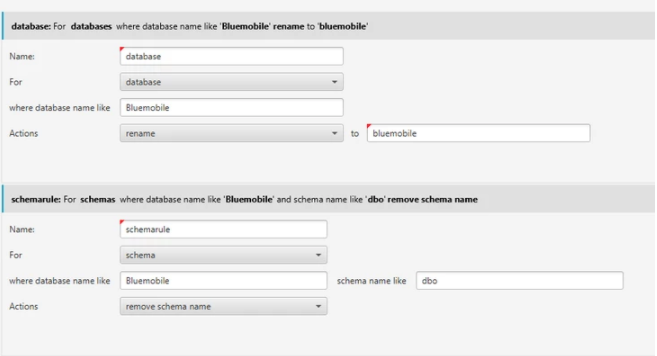 database: For databases where database name like 'Bluemobile' rename to 'bluemobile'
Name: database
For database
where database name like Bluemobile
Actions rename to bluemobile
schemarule: For schemas where database name like 'Bluemobile' and schema name like 'dbo' remove schema name
Name: schemarule
For schema
where database name like Bluemobile schema name like dbo
Actions remove schema name